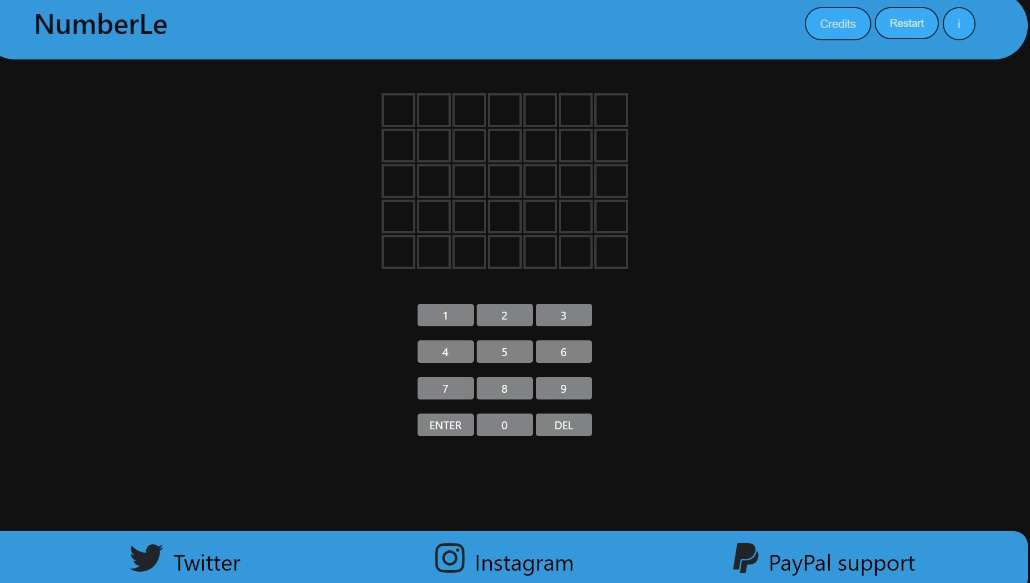 NumberLe
Credits Restart i
1 2 3
4 5 6
7 8 9
ENTER 0 DEL
Twitter Instagram PayPal support